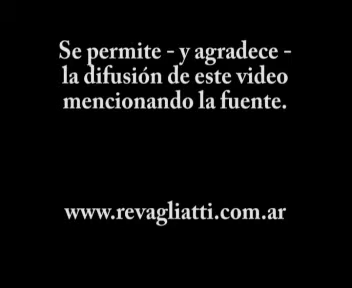 Se permite - y agradece -
la difusión de este video
mencionando la fuente.
www.revagliatti.com.ar